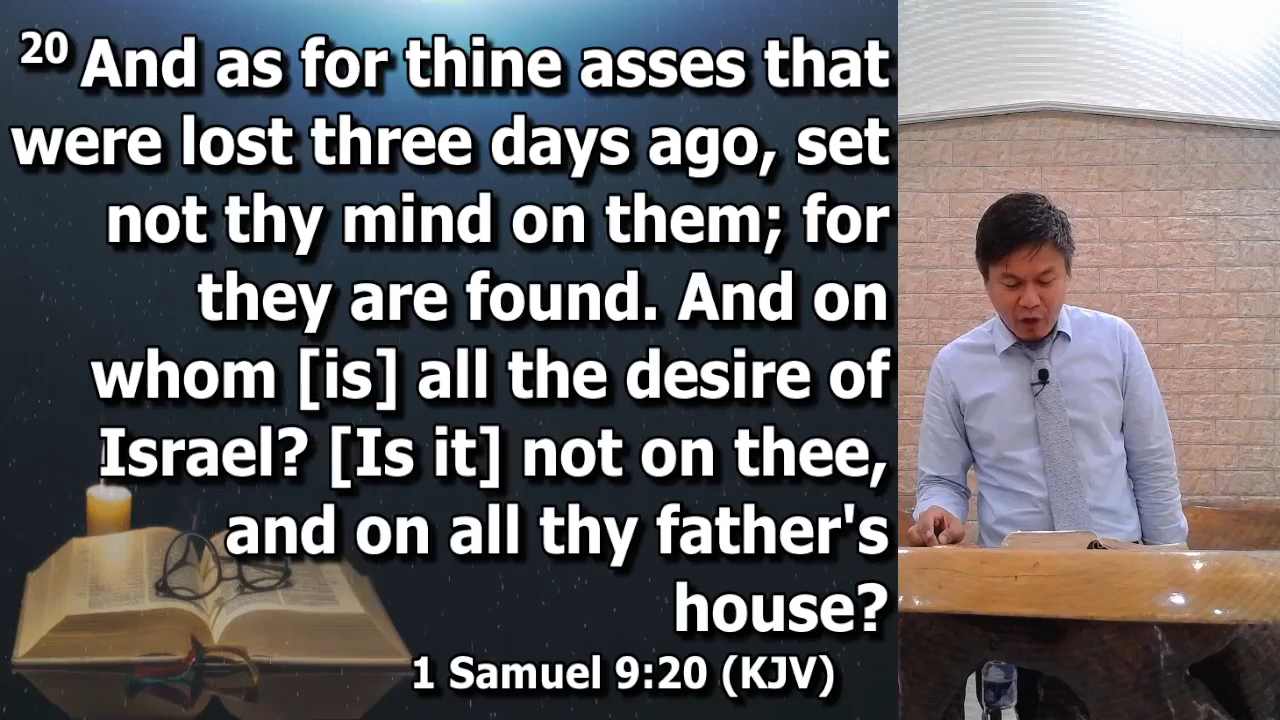 20 And as for thine asses that
were lost three days ago, set
not thy mind on them; for
they are found. And on
whom [is] all the desire of
Israel? [Is it] not on thee,
and on all thy father's
house?
1 Samuel 9:20 (KJV)